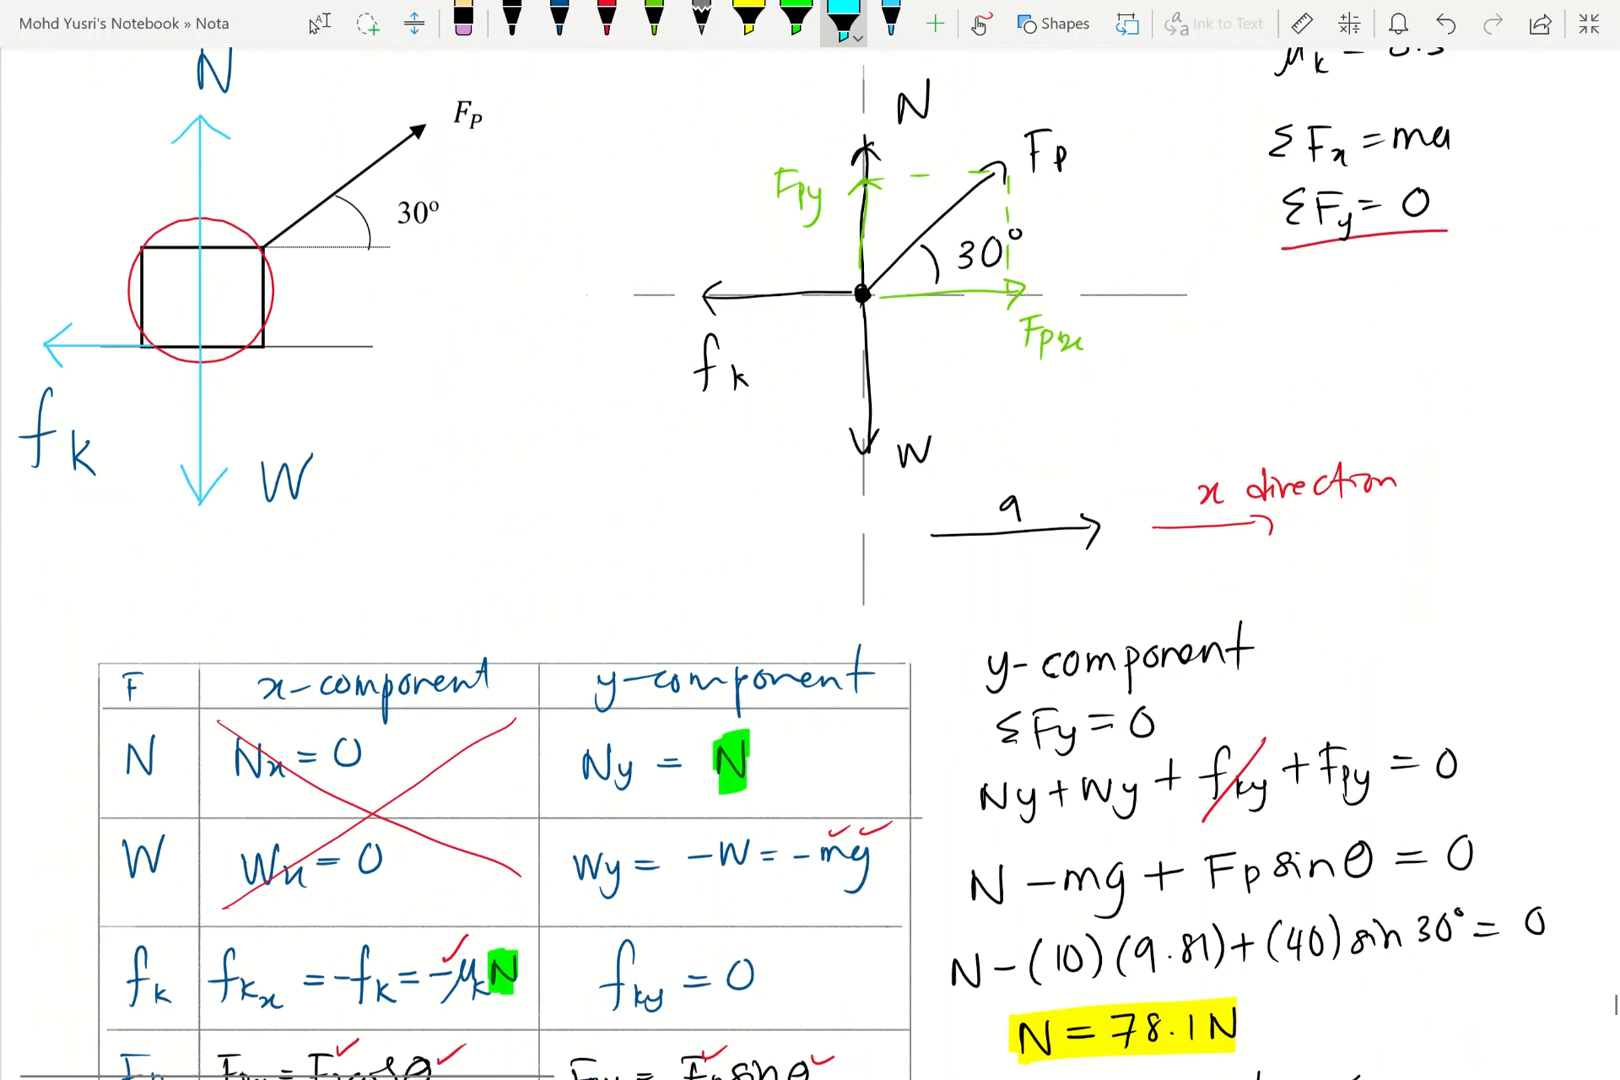 Mohd Yusri's Notebook » Nota
Shapes
Ink to Text
N
F_P
30°
f_k
W
N
F_p
F_py
30°
F_px
f_k
W
ΣF_x = ma
ΣF_y = 0
a
x direction
F x-component y-component
N N_x = 0 N_y = N
W W_x = 0 W_y = -W = -mg
f_k f_kx = -f_k = -μ_k N f_ky = 0
y-component
ΣF_y = 0
N_y + W_y + f_ky + F_py = 0
N - mg + F_p sin θ = 0
N - (10)(9.81) + (40) sin 30° = 0
N = 78.1 N